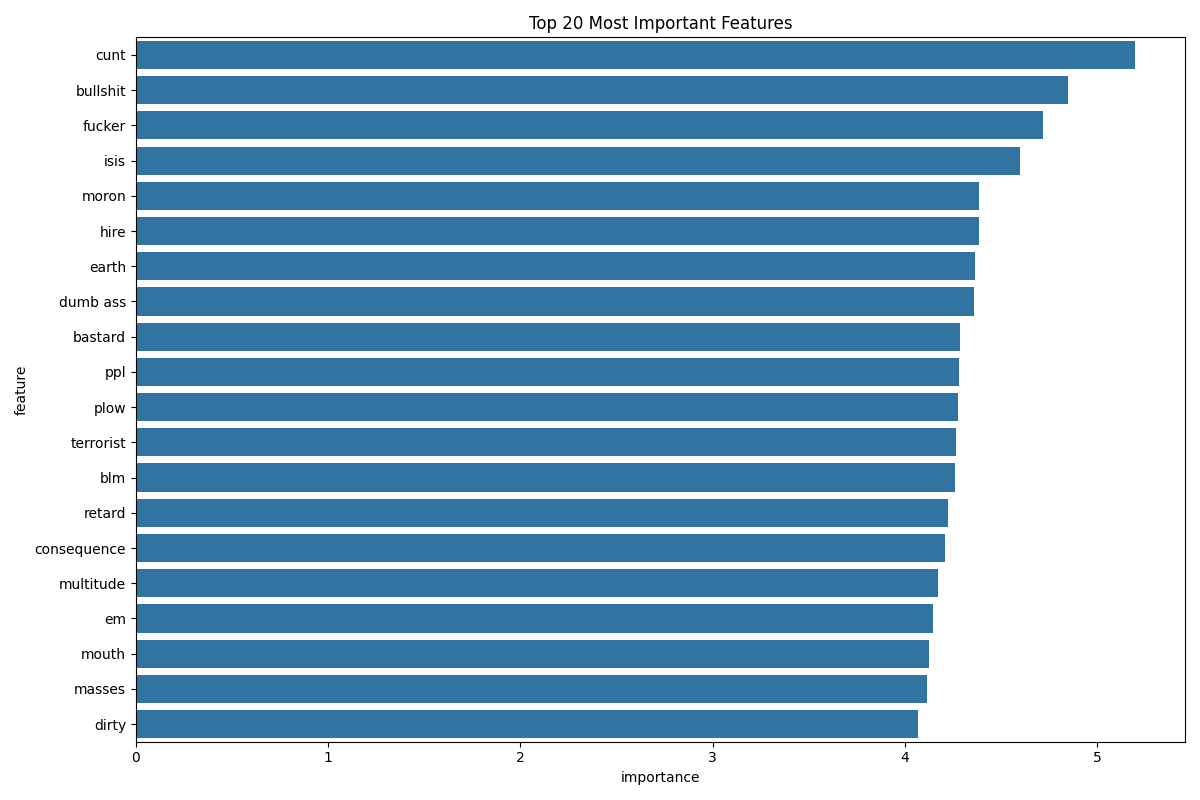 Top 20 Most Important Features
cunt
bullshit
fucker
isis
moron
hire
earth
dumb ass
bastard
ppl
plow
terrorist
blm
retard
consequence
multitude
em
mouth
masses
dirty
feature
0 1 2 3 4 5
importance